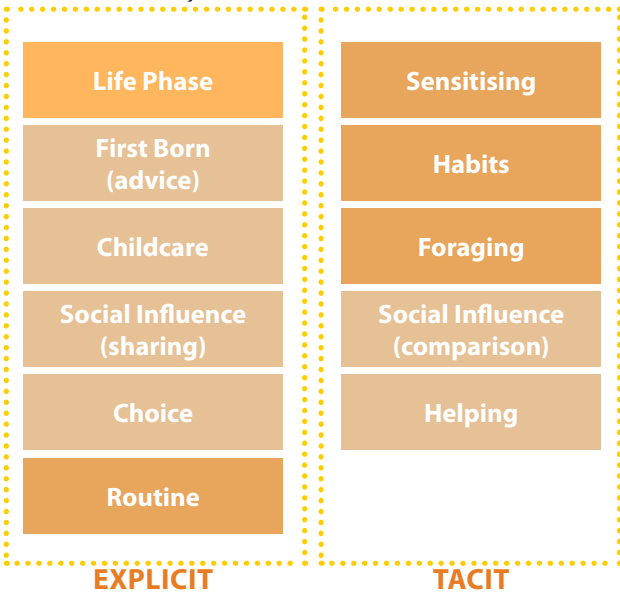 Life Phase
First Born
(advice)
Childcare
Social Influence
(sharing)
Choice
Routine
EXPLICIT
Sensitising
Habits
Foraging
Social Influence
(comparison)
Helping
TACIT